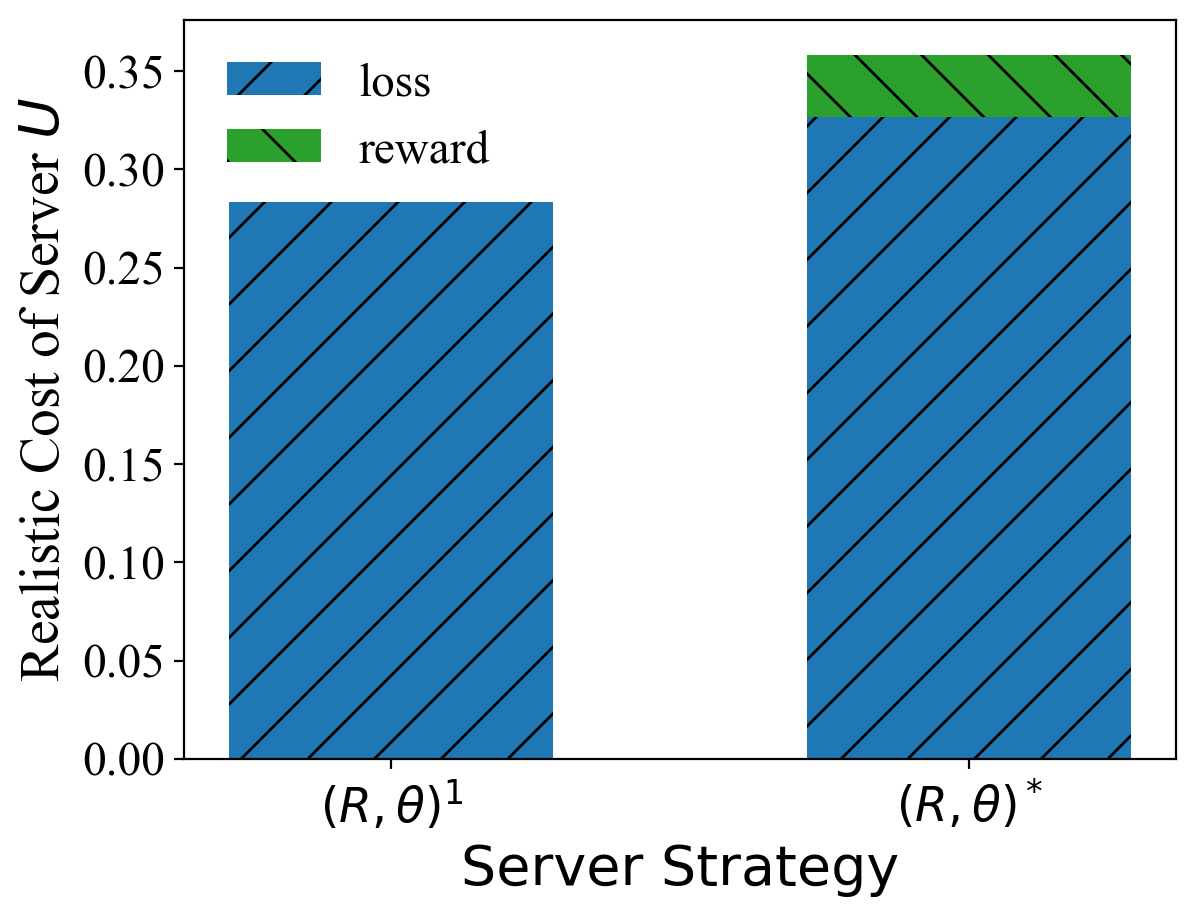 loss
reward
Realistic Cost of Server U
0.35
0.30
0.25
0.20
0.15
0.10
0.05
0.00
(R, θ)¹
(R, θ)*
Server Strategy